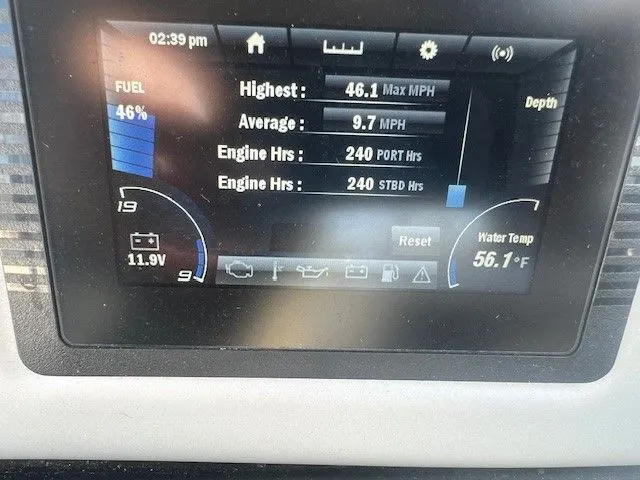 02:39 pm
FUEL
46%
Highest : 46.1 Max MPH
Average : 9.7 MPH
Engine Hrs : 240 PORT Hrs
Engine Hrs : 240 STBD Hrs
Depth
19
11.9V
9
Reset
Water Temp
56.1°F